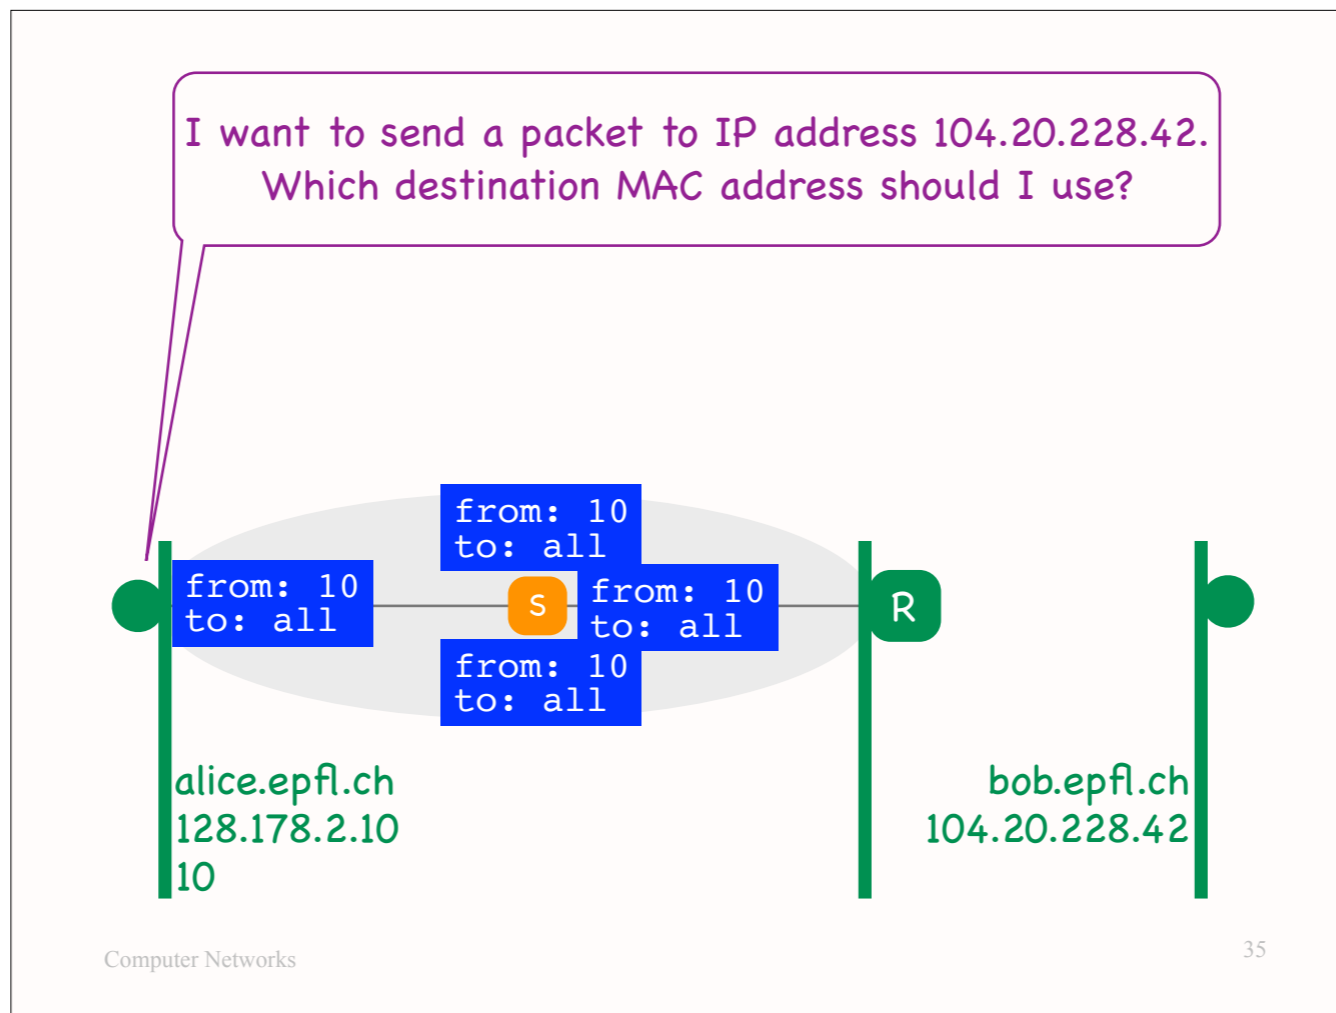 I want to send a packet to IP address 104.20.228.42.
Which destination MAC address should I use?
from: 10
to: all
from: 10
to: all
S
from: 10
to: all
R
from: 10
to: all
alice.epfl.ch
128.178.2.10
10
bob.epfl.ch
104.20.228.42
Computer Networks
35